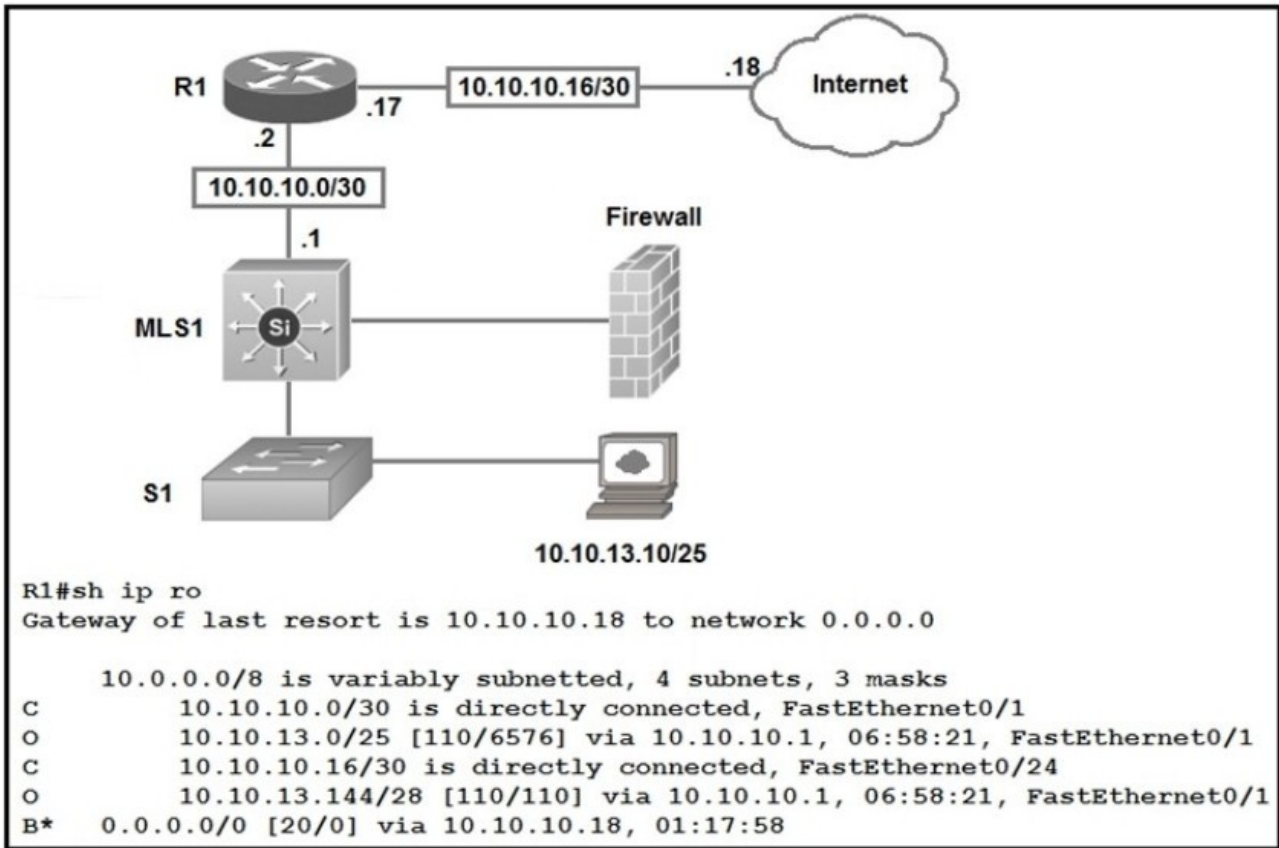 R1
.17
10.10.10.16/30
.18
Internet
.2
10.10.10.0/30
.1
Firewall
MLS1
Si
S1
10.10.13.10/25
R1#sh ip ro
Gateway of last resort is 10.10.10.18 to network 0.0.0.0
10.0.0.0/8 is variably subnetted, 4 subnets, 3 masks
C 10.10.10.0/30 is directly connected, FastEthernet0/1
O 10.10.13.0/25 [110/6576] via 10.10.10.1, 06:58:21, FastEthernet0/1
C 10.10.10.16/30 is directly connected, FastEthernet0/24
O 10.10.13.144/28 [110/110] via 10.10.10.1, 06:58:21, FastEthernet0/1
B* 0.0.0.0/0 [20/0] via 10.10.10.18, 01:17:58